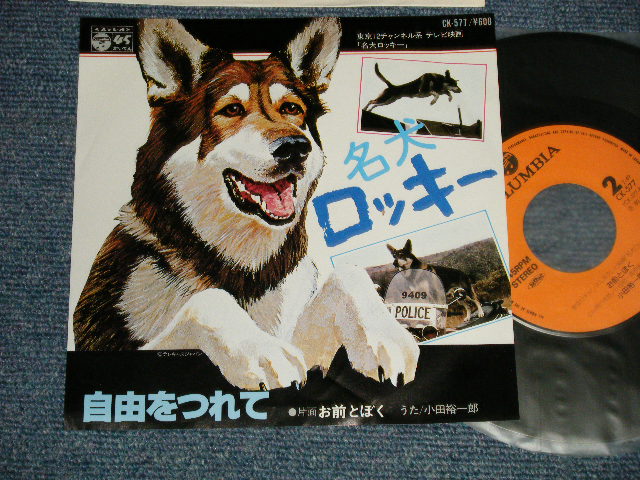 CK-577/¥600
東京12チャンネル系 テレビ映画
「名犬ロッキー」
名犬
ロッキー
9409
POLICE
自由をつれて
●片面 お前とぼく うた/小田裕一郎
COLUMBIA
2
CK-577
STEREO